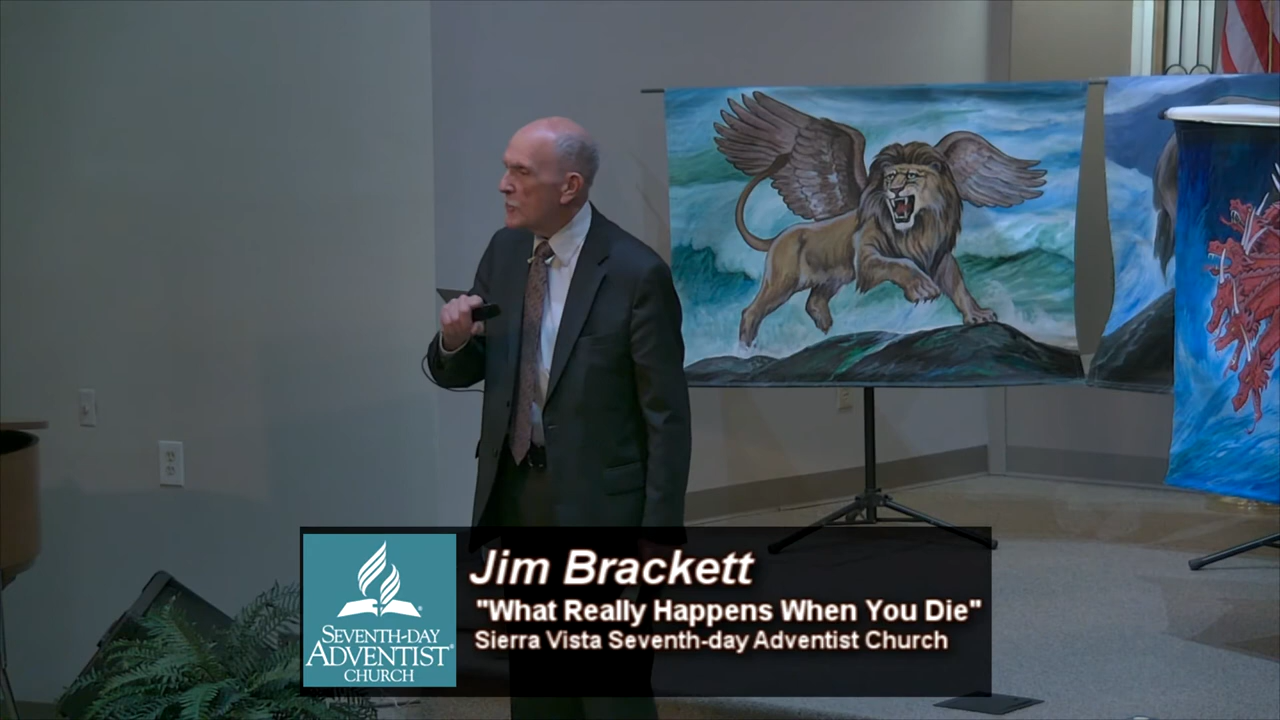 Jim Brackett
"What Really Happens When You Die"
Sierra Vista Seventh-day Adventist Church
SEVENTH-DAY
ADVENTIST®
CHURCH